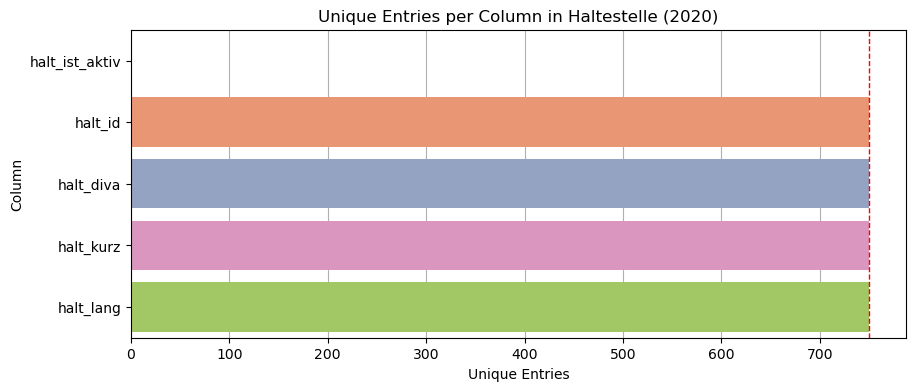 Unique Entries per Column in Haltestelle (2020)
Column
halt_ist_aktiv
halt_id
halt_diva
halt_kurz
halt_lang
0 100 200 300 400 500 600 700
Unique Entries